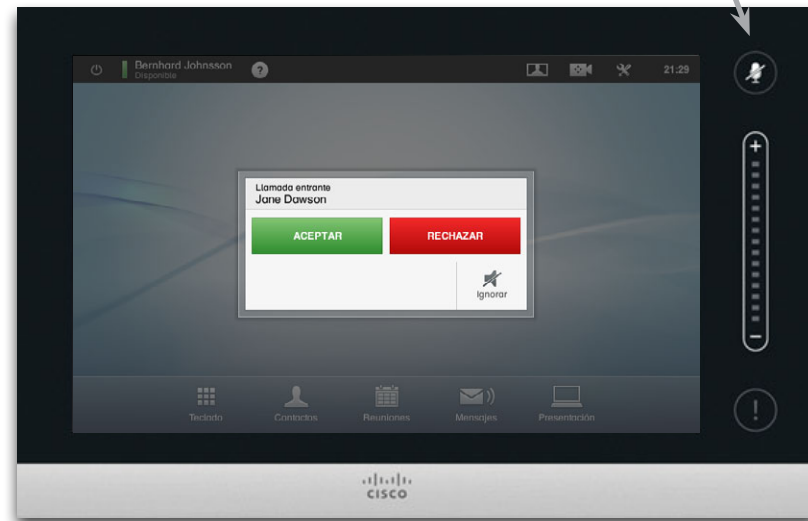 Bernhard Johnsson
Disponible
?
21:29
Llamada entrante
Jane Dawson
ACEPTAR
RECHAZAR
Ignorar
Teclado
Contactos
Reuniones
Mensajes
Presentación
+
−
!
CISCO